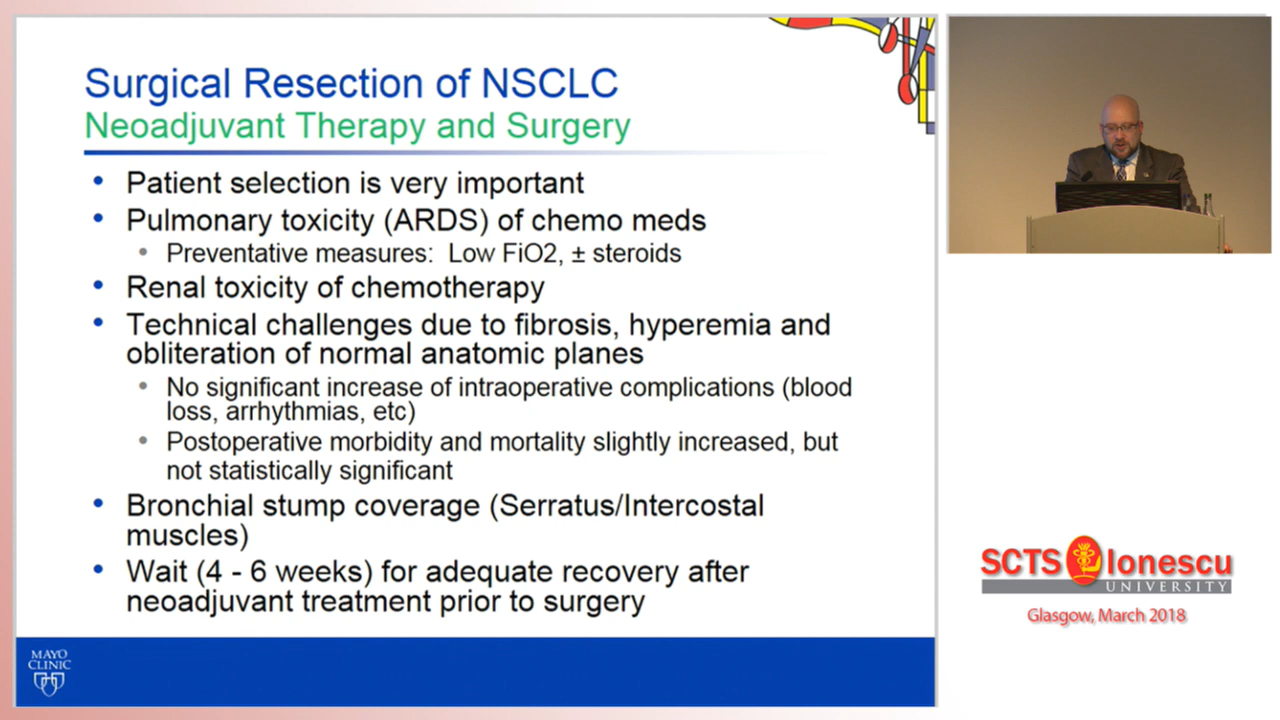 Surgical Resection of NSCLC
Neoadjuvant Therapy and Surgery
• Patient selection is very important
• Pulmonary toxicity (ARDS) of chemo meds
• Preventative measures: Low FiO2, ± steroids
• Renal toxicity of chemotherapy
• Technical challenges due to fibrosis, hyperemia and
obliteration of normal anatomic planes
• No significant increase of intraoperative complications (blood
loss, arrhythmias, etc)
• Postoperative morbidity and mortality slightly increased, but
not statistically significant
• Bronchial stump coverage (Serratus/Intercostal
muscles)
• Wait (4 - 6 weeks) for adequate recovery after
neoadjuvant treatment prior to surgery
MAYO
CLINIC
SCTS Ionescu
UNIVERSITY
Glasgow, March 2018